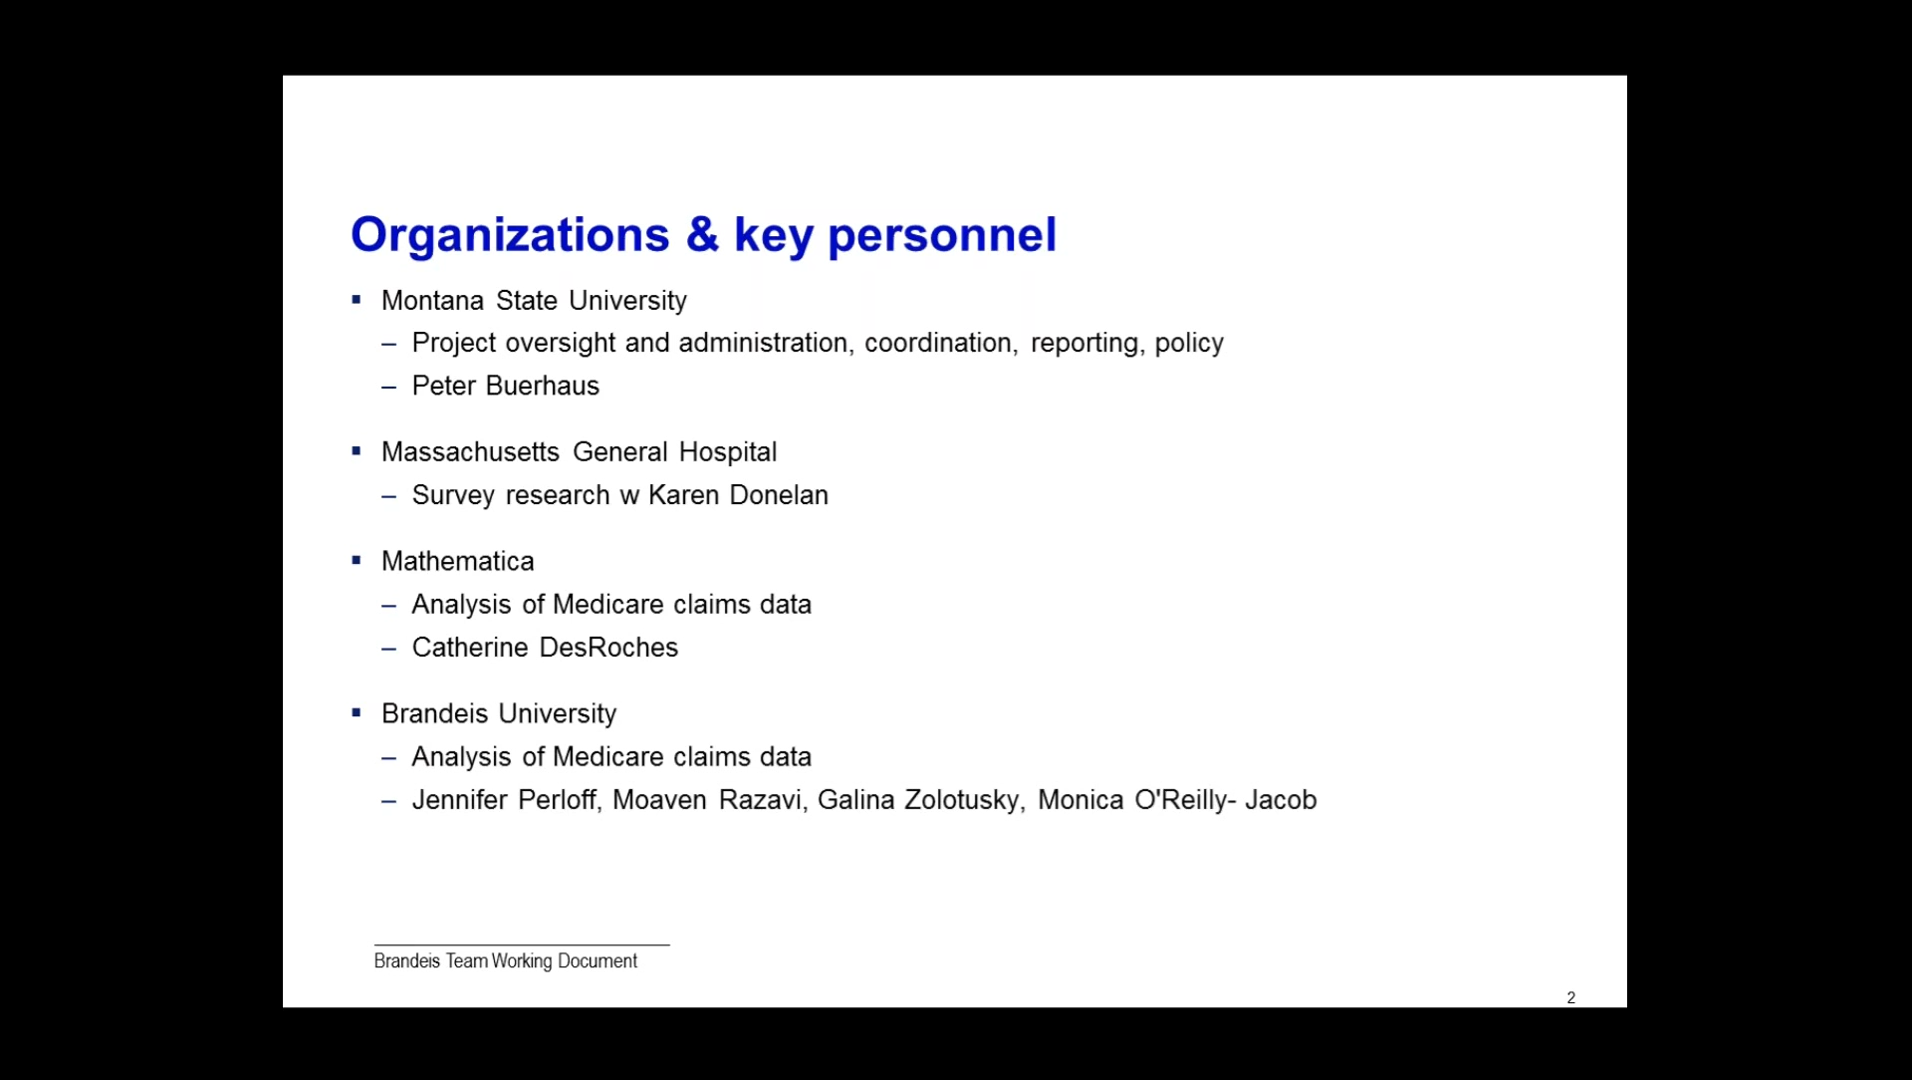 Organizations & key personnel
▪ Montana State University
– Project oversight and administration, coordination, reporting, policy
– Peter Buerhaus
▪ Massachusetts General Hospital
– Survey research w Karen Donelan
▪ Mathematica
– Analysis of Medicare claims data
– Catherine DesRoches
▪ Brandeis University
– Analysis of Medicare claims data
– Jennifer Perloff, Moaven Razavi, Galina Zolotusky, Monica O'Reilly- Jacob
Brandeis Team Working Document
2